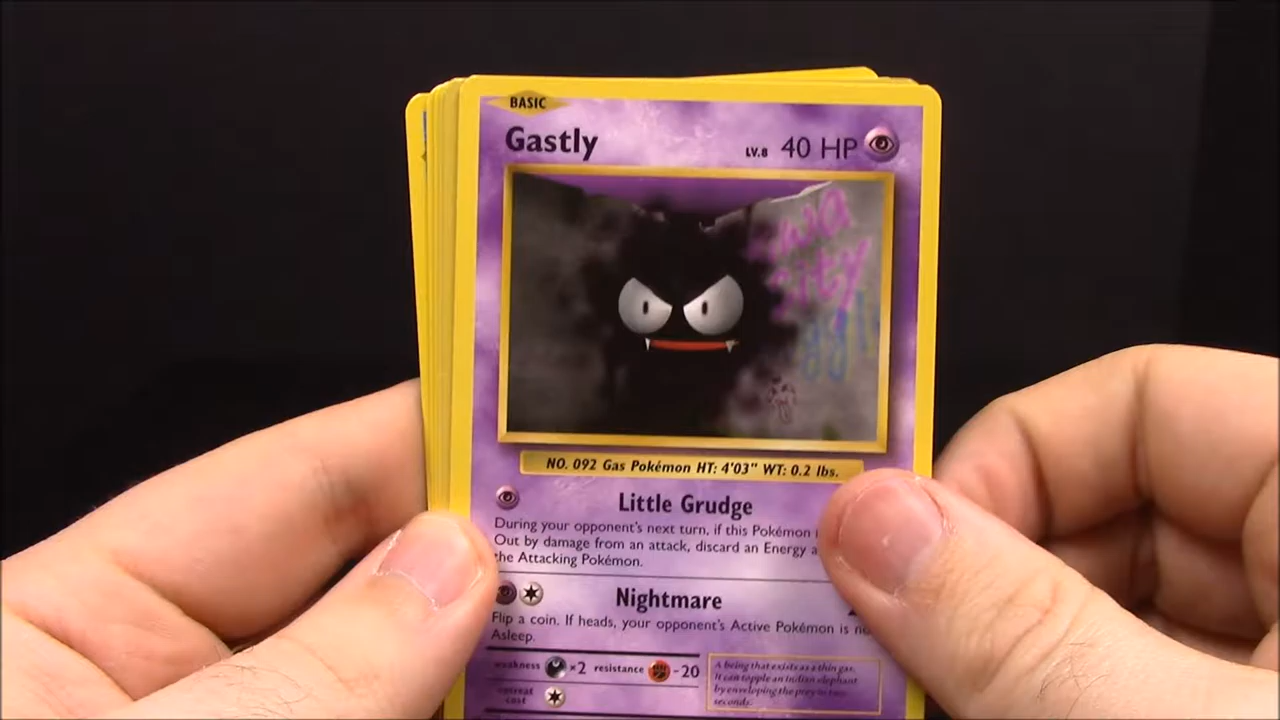 BASIC
Gastly
LV.8 40 HP
City
NO. 092 Gas Pokémon HT: 4'03" WT: 0.2 lbs.
Little Grudge
During your opponent's next turn, if this Pokémon
Out by damage from an attack, discard an Energy
the Attacking Pokémon.
Nightmare
Flip a coin. If heads, your opponent's Active Pokémon is
Asleep.
weakness ×2 resistance -20
retreat
cost
A being that exists as a thin gas.
It can topple an Indian elephant
by enveloping the prey in two
seconds.